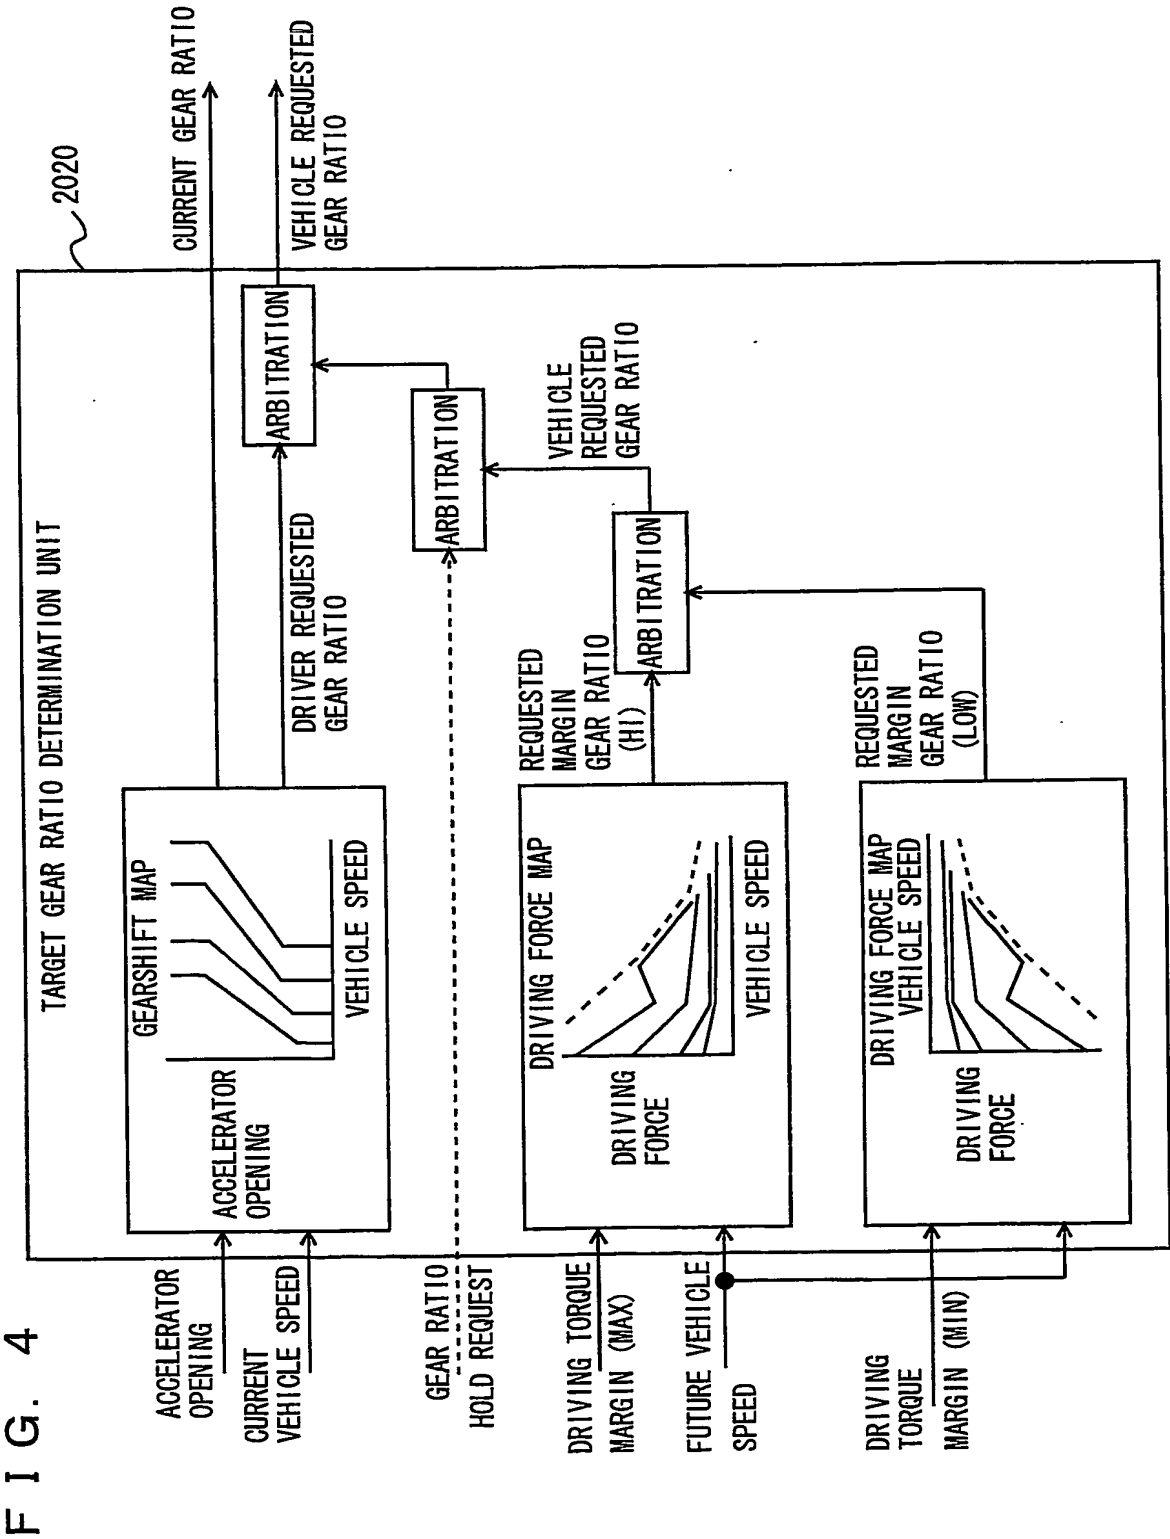 FIG. 4
2020
TARGET GEAR RATIO DETERMINATION UNIT
ACCELERATOR
OPENING
CURRENT
VEHICLE SPEED
GEARSHIFT MAP
ACCELERATOR
OPENING
VEHICLE SPEED
CURRENT GEAR RATIO
DRIVER REQUESTED
GEAR RATIO
ARBITRATION
VEHICLE REQUESTED
GEAR RATIO
GEAR RATIO
HOLD REQUEST
ARBITRATION
DRIVING TORQUE
MARGIN (MAX)
FUTURE VEHICLE
SPEED
DRIVING FORCE MAP
DRIVING
FORCE
VEHICLE SPEED
REQUESTED
MARGIN
GEAR RATIO
(HI)
ARBITRATION
VEHICLE
REQUESTED
GEAR RATIO
DRIVING
TORQUE
MARGIN (MIN)
DRIVING FORCE MAP
VEHICLE SPEED
DRIVING
FORCE
REQUESTED
MARGIN
GEAR RATIO
(LOW)